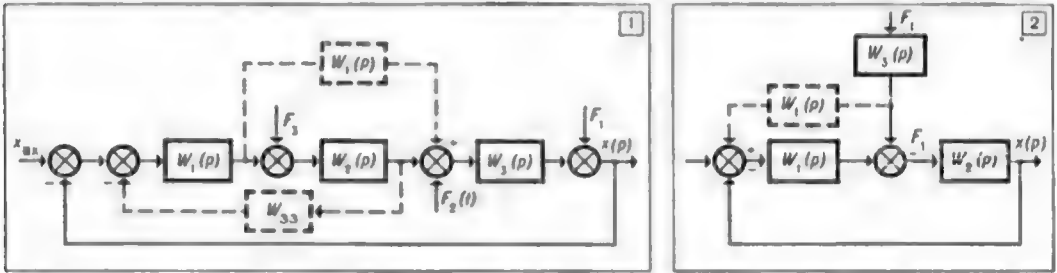 1
W₁(p)
F₃
F₁
xвх
x(p)
W₁(p)
W₂(p)
+
W₃(p)
−
−
F₂(t)
W₃₃
2
F₁
W₃(p)
W₁(p)
F₁
x(p)
+
−
W₁(p)
−
W₂(p)